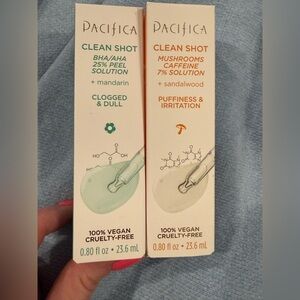 PACIFICA
CLEAN SHOT
BHA/AHA
25% PEEL
SOLUTION
+ mandarin
CLOGGED
& DULL
100% VEGAN
CRUELTY-FREE
0.80 fl oz • 23.6 mL
PACIFICA
CLEAN SHOT
MUSHROOMS
CAFFEINE
7% SOLUTION
+ sandalwood
PUFFINESS &
IRRITATION
100% VEGAN
CRUELTY-FREE
0.80 fl oz • 23.6 mL